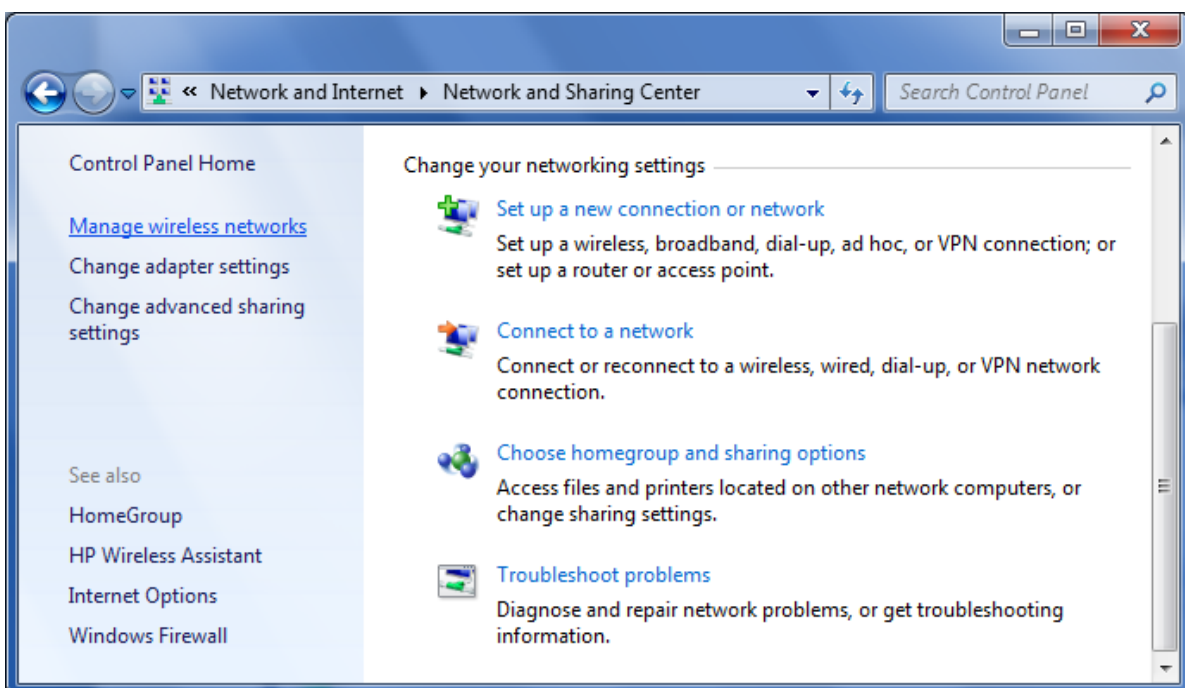 « Network and Internet ▸ Network and Sharing Center
Search Control Panel
Control Panel Home
Manage wireless networks
Change adapter settings
Change advanced sharing
settings
See also
HomeGroup
HP Wireless Assistant
Internet Options
Windows Firewall
Change your networking settings
Set up a new connection or network
Set up a wireless, broadband, dial-up, ad hoc, or VPN connection; or
set up a router or access point.
Connect to a network
Connect or reconnect to a wireless, wired, dial-up, or VPN network
connection.
Choose homegroup and sharing options
Access files and printers located on other network computers, or
change sharing settings.
Troubleshoot problems
Diagnose and repair network problems, or get troubleshooting
information.